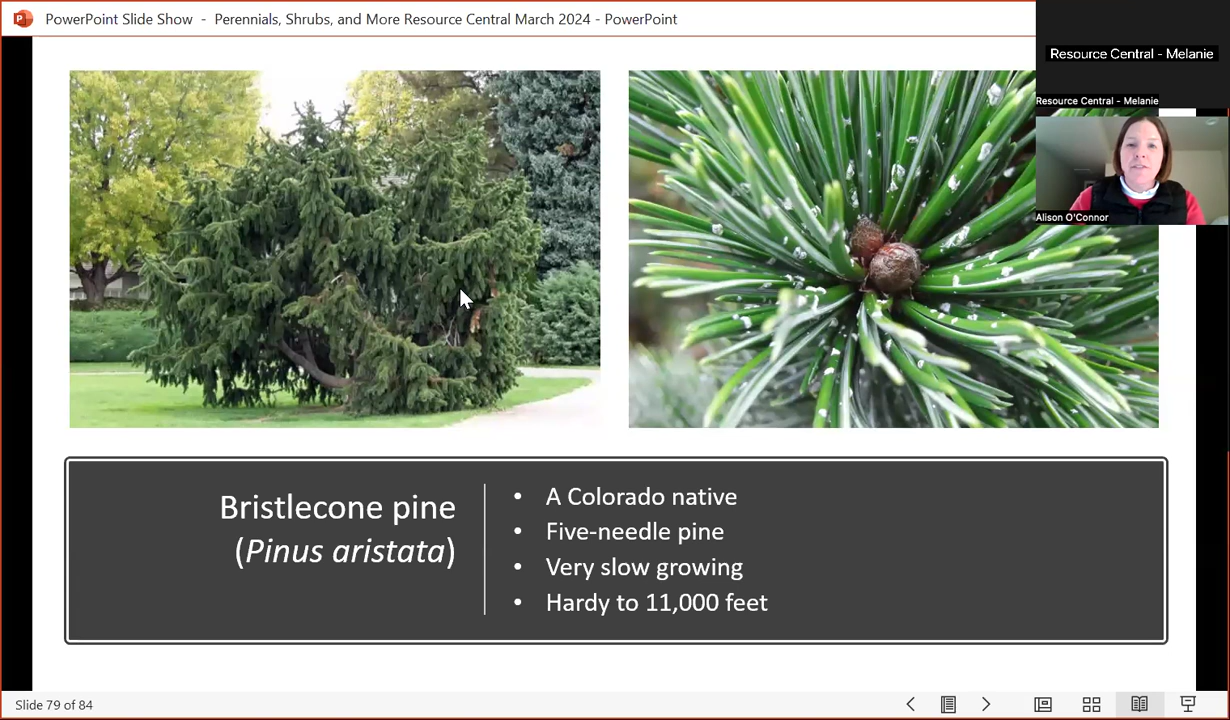 PowerPoint Slide Show - Perennials, Shrubs, and More Resource Central March 2024 - PowerPoint
Resource Central - Melanie
Resource Central - Melanie
Alison O'Connor
Bristlecone pine
(Pinus aristata)
• A Colorado native
• Five-needle pine
• Very slow growing
• Hardy to 11,000 feet
Slide 79 of 84